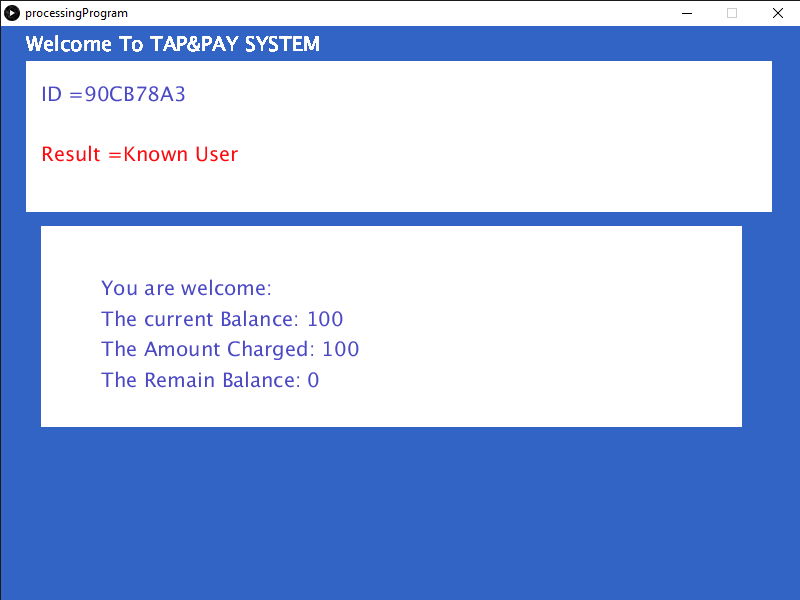 processingProgram
Welcome To TAP&PAY SYSTEM
ID =90CB78A3
Result =Known User
You are welcome:
The current Balance: 100
The Amount Charged: 100
The Remain Balance: 0